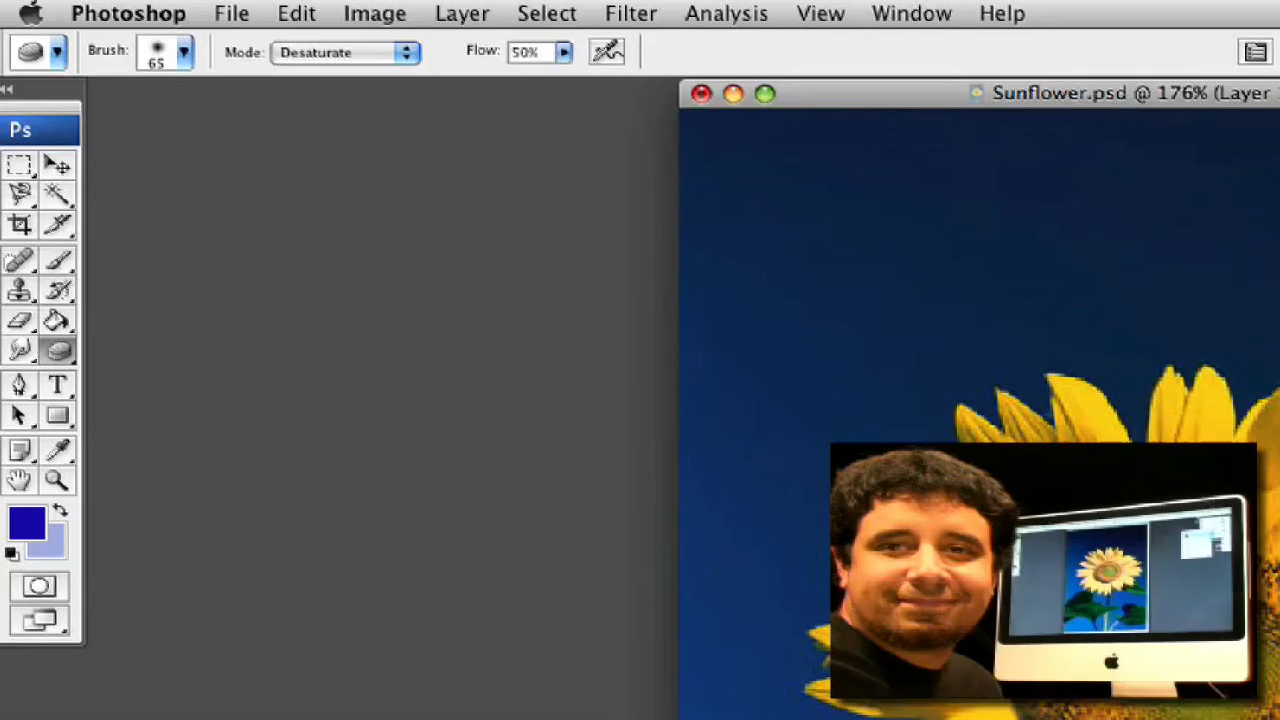 Photoshop File Edit Image Layer Select Filter Analysis View Window Help
Brush: 65 Mode: Desaturate Flow: 50%
Sunflower.psd @ 176% (Layer
Ps
T